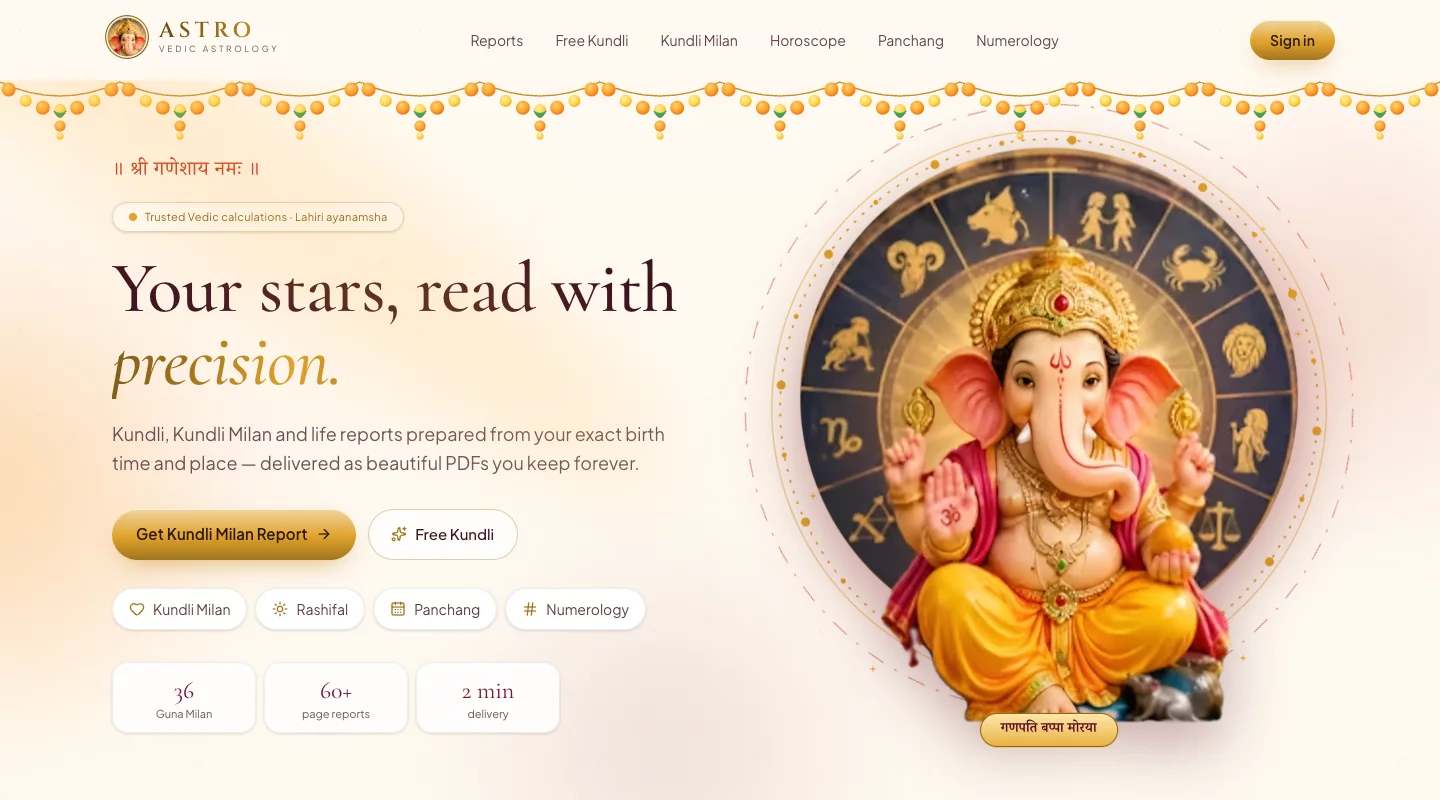 ASTRO
VEDIC ASTROLOGY
Reports
Free Kundli
Kundli Milan
Horoscope
Panchang
Numerology
Sign in
॥ श्री गणेशाय नमः ॥
Trusted Vedic calculations · Lahiri ayanamsha
Your stars, read with
precision.
Kundli, Kundli Milan and life reports prepared from your exact birth
time and place — delivered as beautiful PDFs you keep forever.
Get Kundli Milan Report →
Free Kundli
Kundli Milan
Rashifal
Panchang
# Numerology
36
Guna Milan
60+
page reports
2 min
delivery
ॐ
गणपति बप्पा मोरया